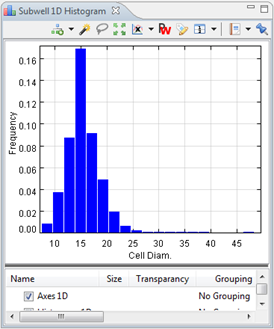 Subwell 1D Histogram
0.16
0.14
0.12
0.10
0.08
0.06
0.04
0.02
0.00
Frequency
10 15 20 25 30 35 40 45
Cell Diam.
Name Size Transparancy Grouping
Axes 1D No Grouping